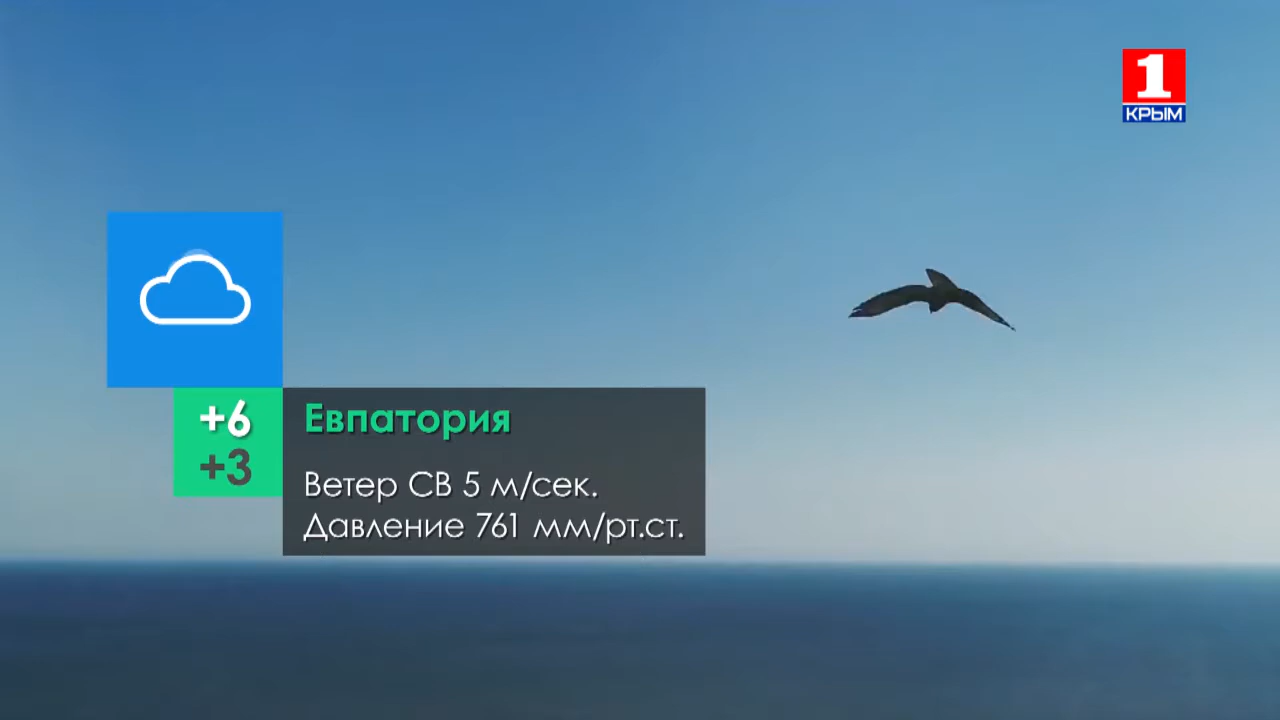 1
КРЫМ
+6
+3
Евпатория
Ветер СВ 5 м/сек.
Давление 761 мм/рт.ст.